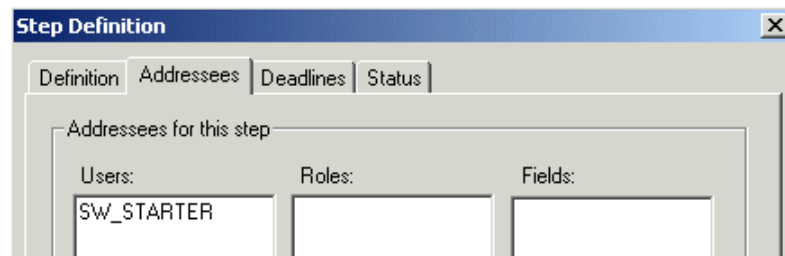 Step Definition
Definition Addressees Deadlines Status
Addressees for this step
Users: Roles: Fields:
SW_STARTER